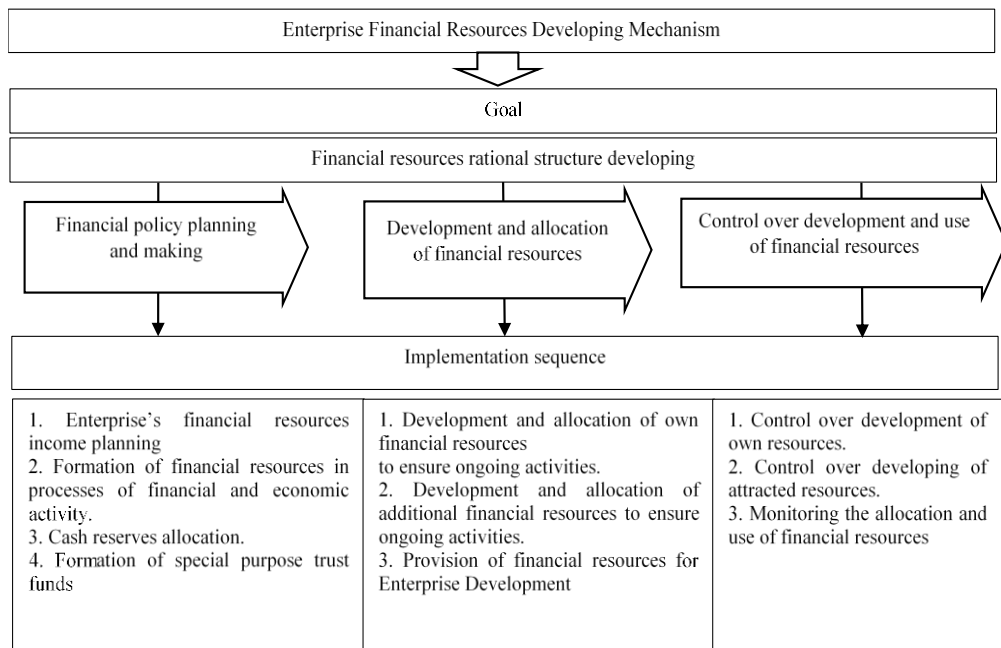 Enterprise Financial Resources Developing Mechanism
Goal
Financial resources rational structure developing
Financial policy planning
and making
Development and allocation
of financial resources
Control over development and use
of financial resources
Implementation sequence
1. Enterprise's financial resources
income planning
2. Formation of financial resources in
processes of financial and economic
activity.
3. Cash reserves allocation.
4. Formation of special purpose trust
funds
1. Development and allocation of own
financial resources
to ensure ongoing activities.
2. Development and allocation of
additional financial resources to ensure
ongoing activities.
3. Provision of financial resources for
Enterprise Development
1. Control over development of
own resources.
2. Control over developing of
attracted resources.
3. Monitoring the allocation and
use of financial resources